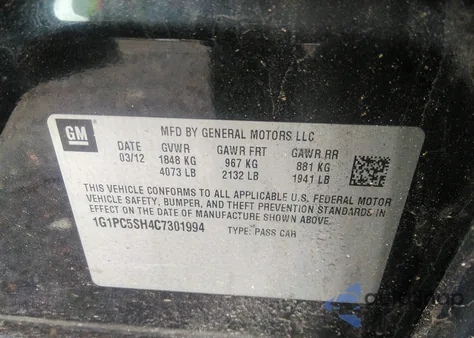 GM
MFD BY GENERAL MOTORS LLC
DATE GVWR GAWR FRT GAWR RR
03/12 1848 KG 967 KG 881 KG
4073 LB 2132 LB 1941 LB
THIS VEHICLE CONFORMS TO ALL APPLICABLE U.S. FEDERAL MOTOR
VEHICLE SAFETY, BUMPER, AND THEFT PREVENTION STANDARDS IN
EFFECT ON THE DATE OF MANUFACTURE SHOWN ABOVE.
1G1PC5SH4C7301994 TYPE: PASS CAR